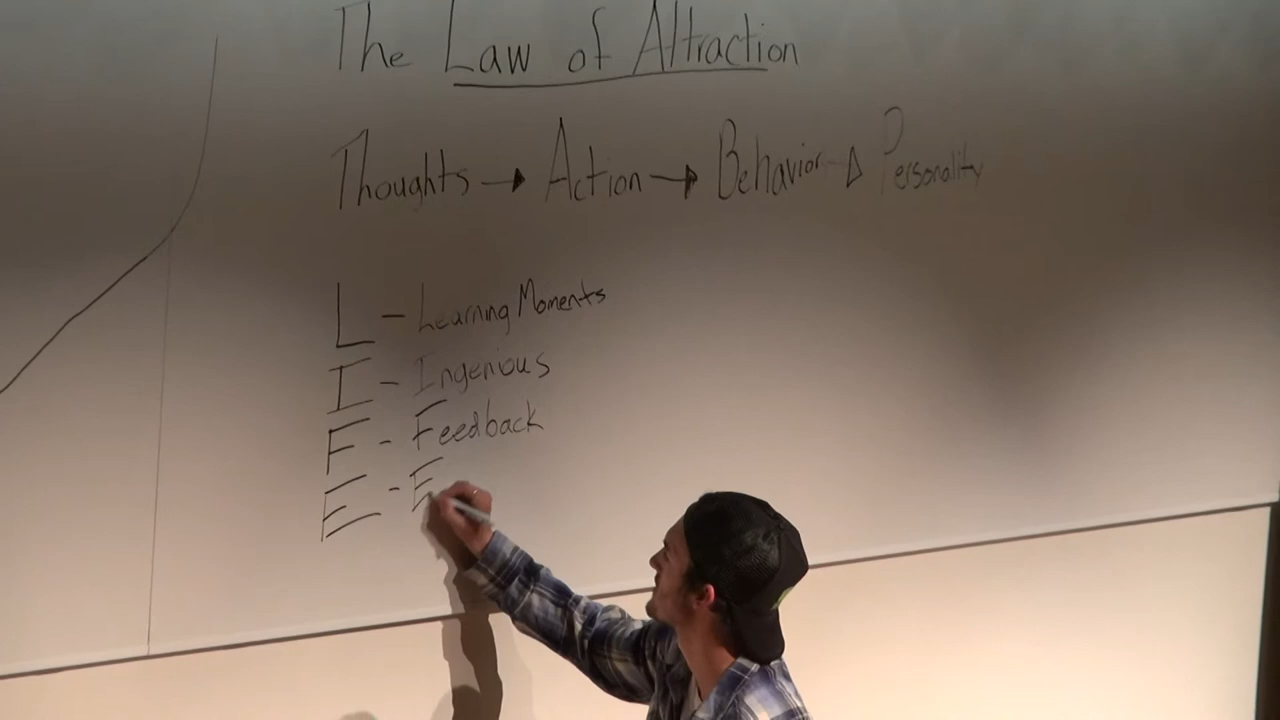 The Law of Attraction
Thoughts → Action → Behavior → Personality
L - Learning Moments
I - Ingenious
F - Feedback
E - E